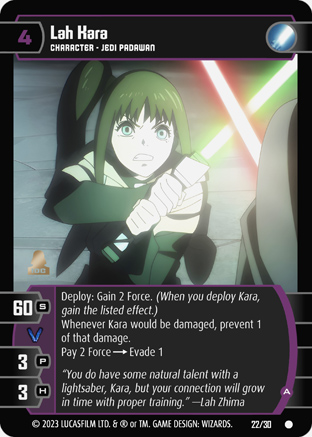 4 Lah Kara
CHARACTER - JEDI PADAWAN
60 S
3 P
3 H
Deploy: Gain 2 Force. (When you deploy Kara,
gain the listed effect.)
Whenever Kara would be damaged, prevent 1
of that damage.
Pay 2 Force → Evade 1
“You do have some natural talent with a
lightsaber, Kara, but your connection will grow
in time with proper training.” —Lah Zhima
A
© 2023 LUCASFILM LTD. & ® or TM. GAME DESIGN: WIZARDS. 22/30